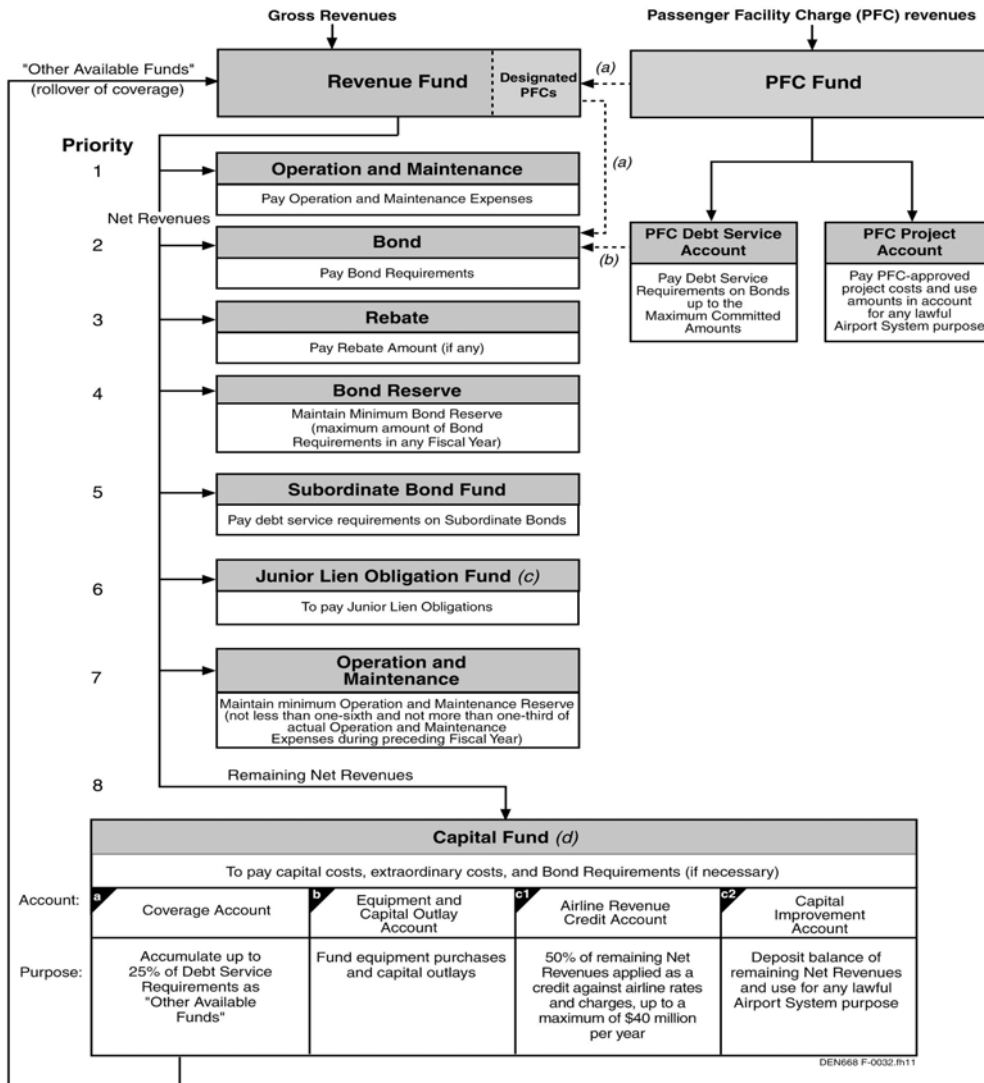 Gross Revenues
Passenger Facility Charge (PFC) revenues
"Other Available Funds"
(rollover of coverage)
Revenue Fund
Designated
PFCs
(a)
PFC Fund
Priority
(a)
1
Operation and Maintenance
Pay Operation and Maintenance Expenses
Net Revenues
2
Bond
Pay Bond Requirements
(b)
PFC Debt Service
Account
Pay Debt Service
Requirements on Bonds
up to the
Maximum Committed
Amounts
PFC Project
Account
Pay PFC-approved
project costs and use
amounts in account
for any lawful
Airport System purpose
3
Rebate
Pay Rebate Amount (if any)
4
Bond Reserve
Maintain Minimum Bond Reserve
(maximum amount of Bond
Requirements in any Fiscal Year)
5
Subordinate Bond Fund
Pay debt service requirements on Subordinate Bonds
6
Junior Lien Obligation Fund (c)
To pay Junior Lien Obligations
7
Operation and
Maintenance
Maintain minimum Operation and Maintenance Reserve
(not less than one-sixth and not more than one-third of
actual Operation and Maintenance
Expenses during preceding Fiscal Year)
8
Remaining Net Revenues
Capital Fund (d)
To pay capital costs, extraordinary costs, and Bond Requirements (if necessary)
Account:
a
Coverage Account
b
Equipment and
Capital Outlay
Account
c1
Airline Revenue
Credit Account
c2
Capital
Improvement
Account
Purpose:
Accumulate up to
25% of Debt Service
Requirements as
"Other Available
Funds"
Fund equipment purchases
and capital outlays
50% of remaining Net
Revenues applied as a
credit against airline rates
and charges, up to a
maximum of $40 million
per year
Deposit balance of
remaining Net Revenues
and use for any lawful
Airport System purpose
DEN668 F-0032.fh11